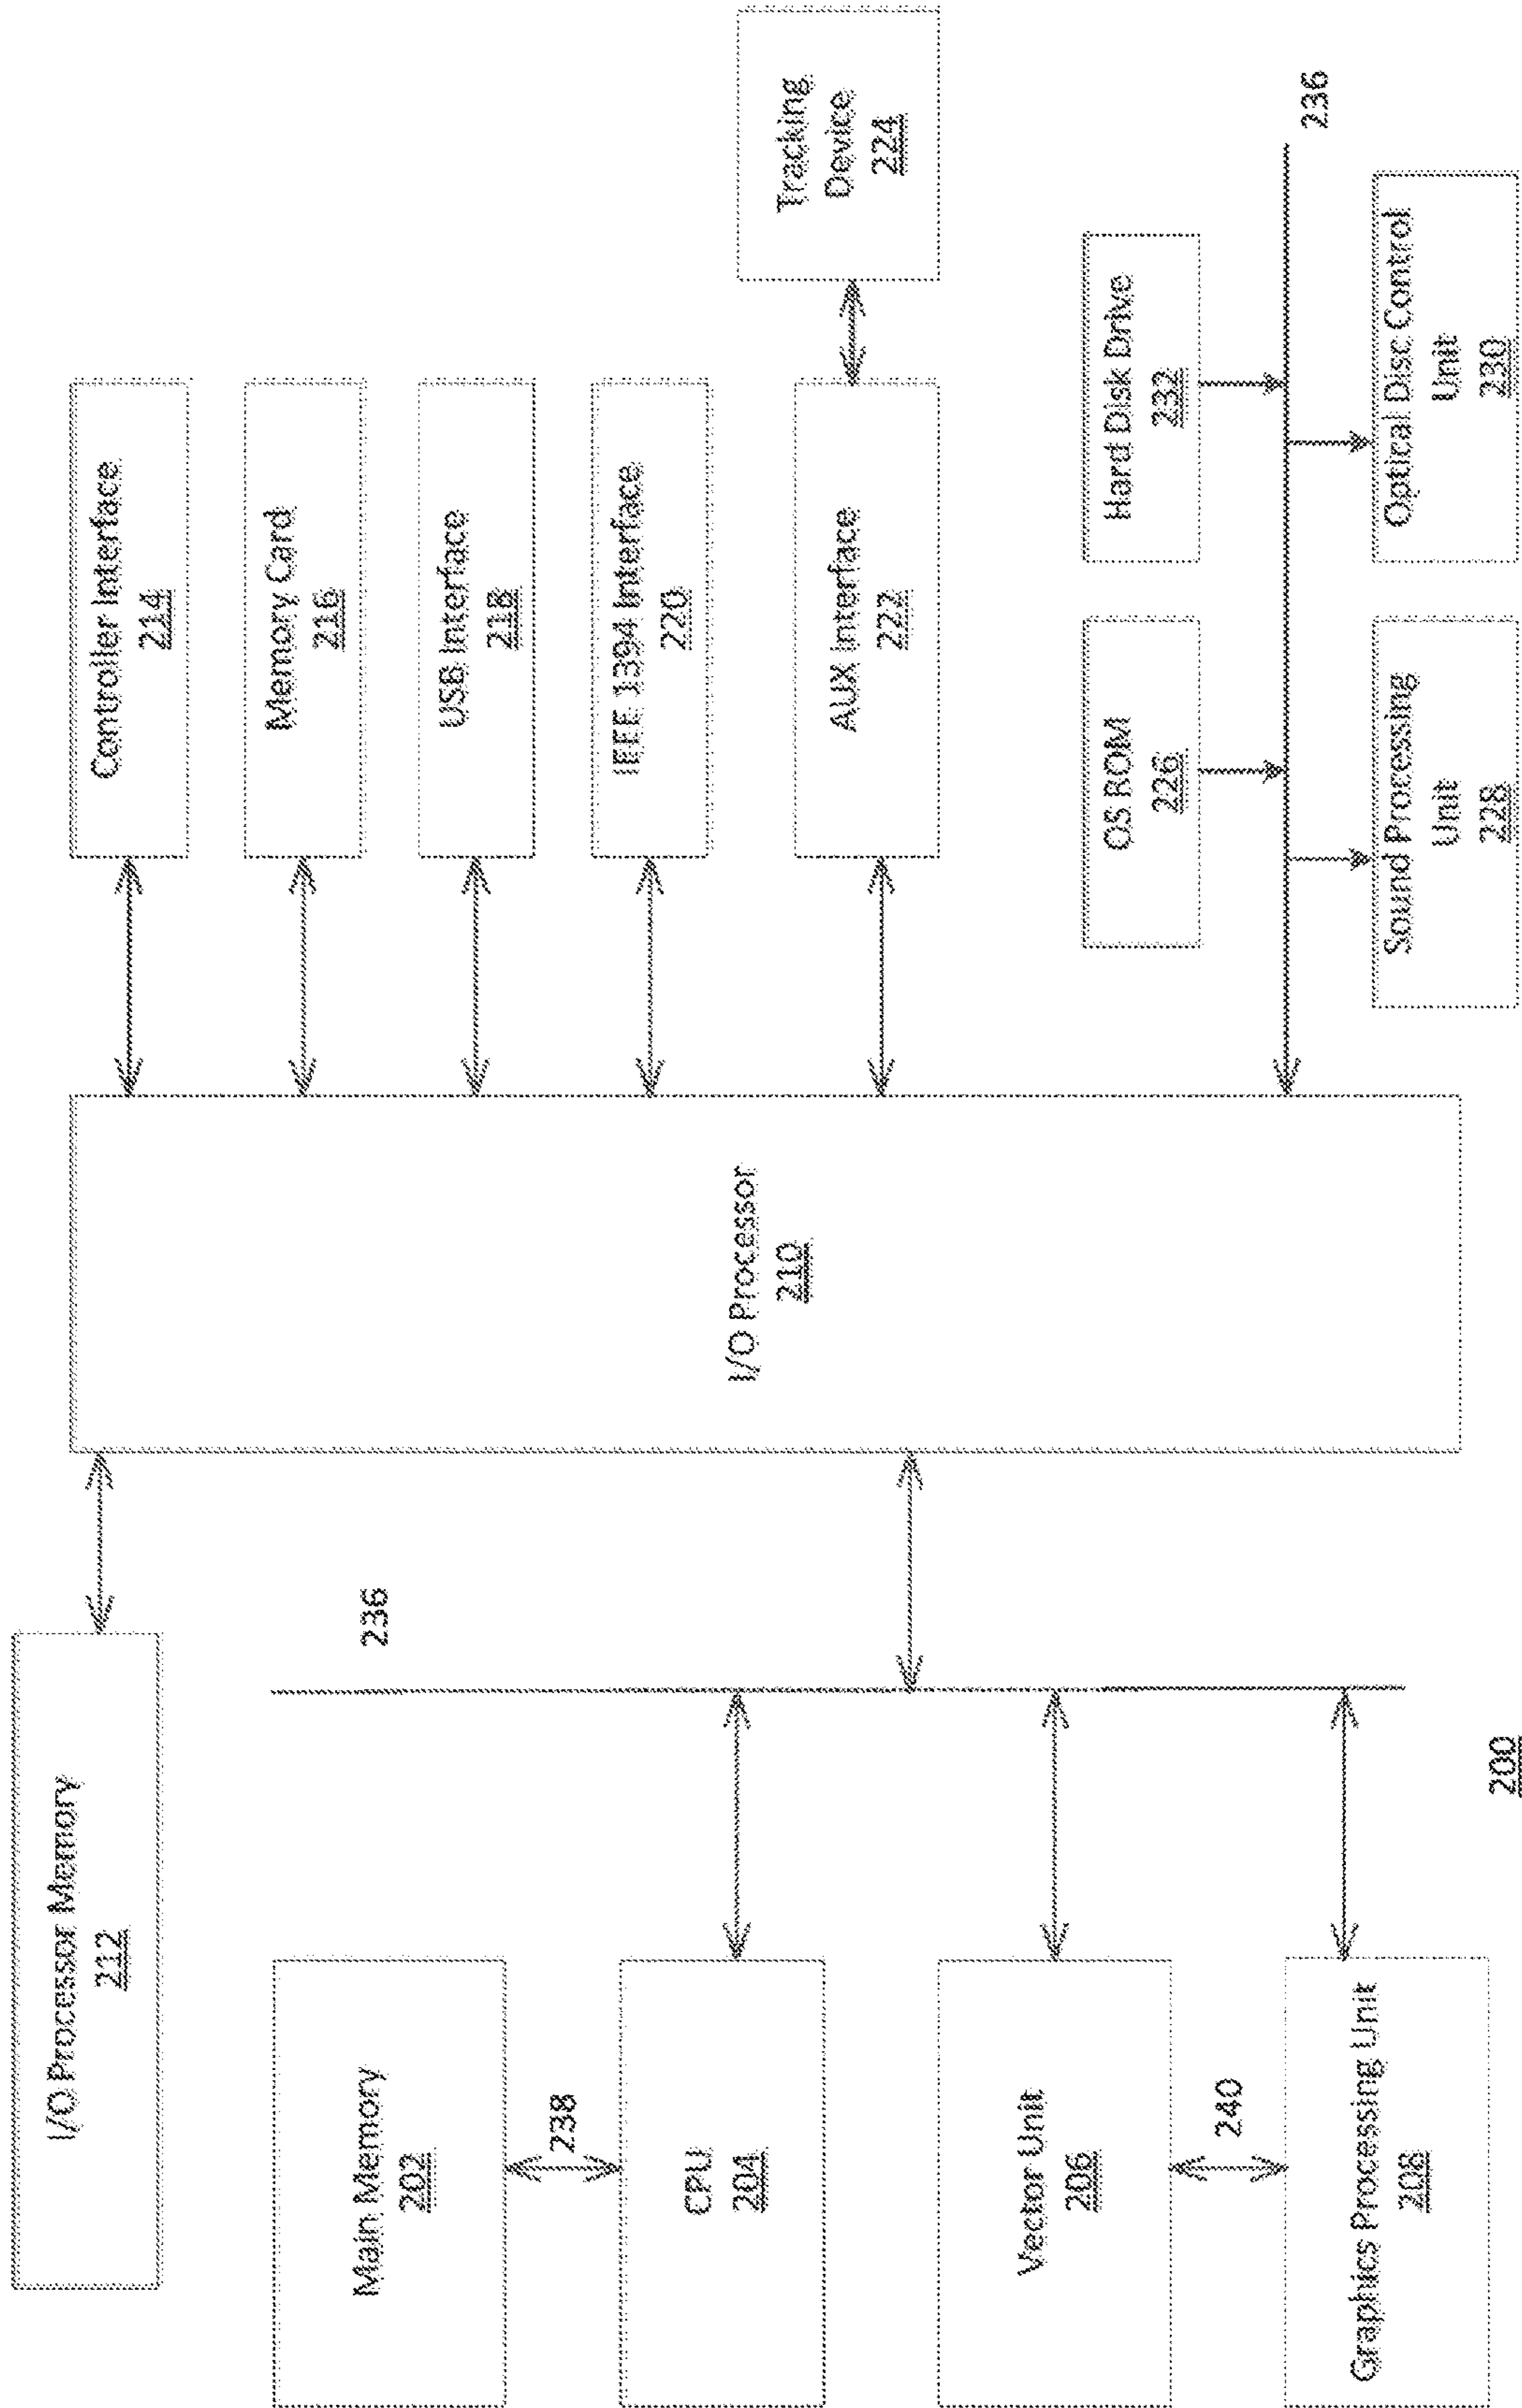 I/O Processor Memory
212
Main Memory
202
238
CPU
204
Vector Unit
206
240
Graphics Processing Unit
208
236
200
I/O Processor
210
Controller Interface
214
Memory Card
216
USB Interface
218
IEEE 1394 Interface
220
AUX Interface
222
Tracking
Device
224
OS ROM
226
Hard Disk Drive
232
236
Sound Processing
Unit
228
Optical Disc Control
Unit
230